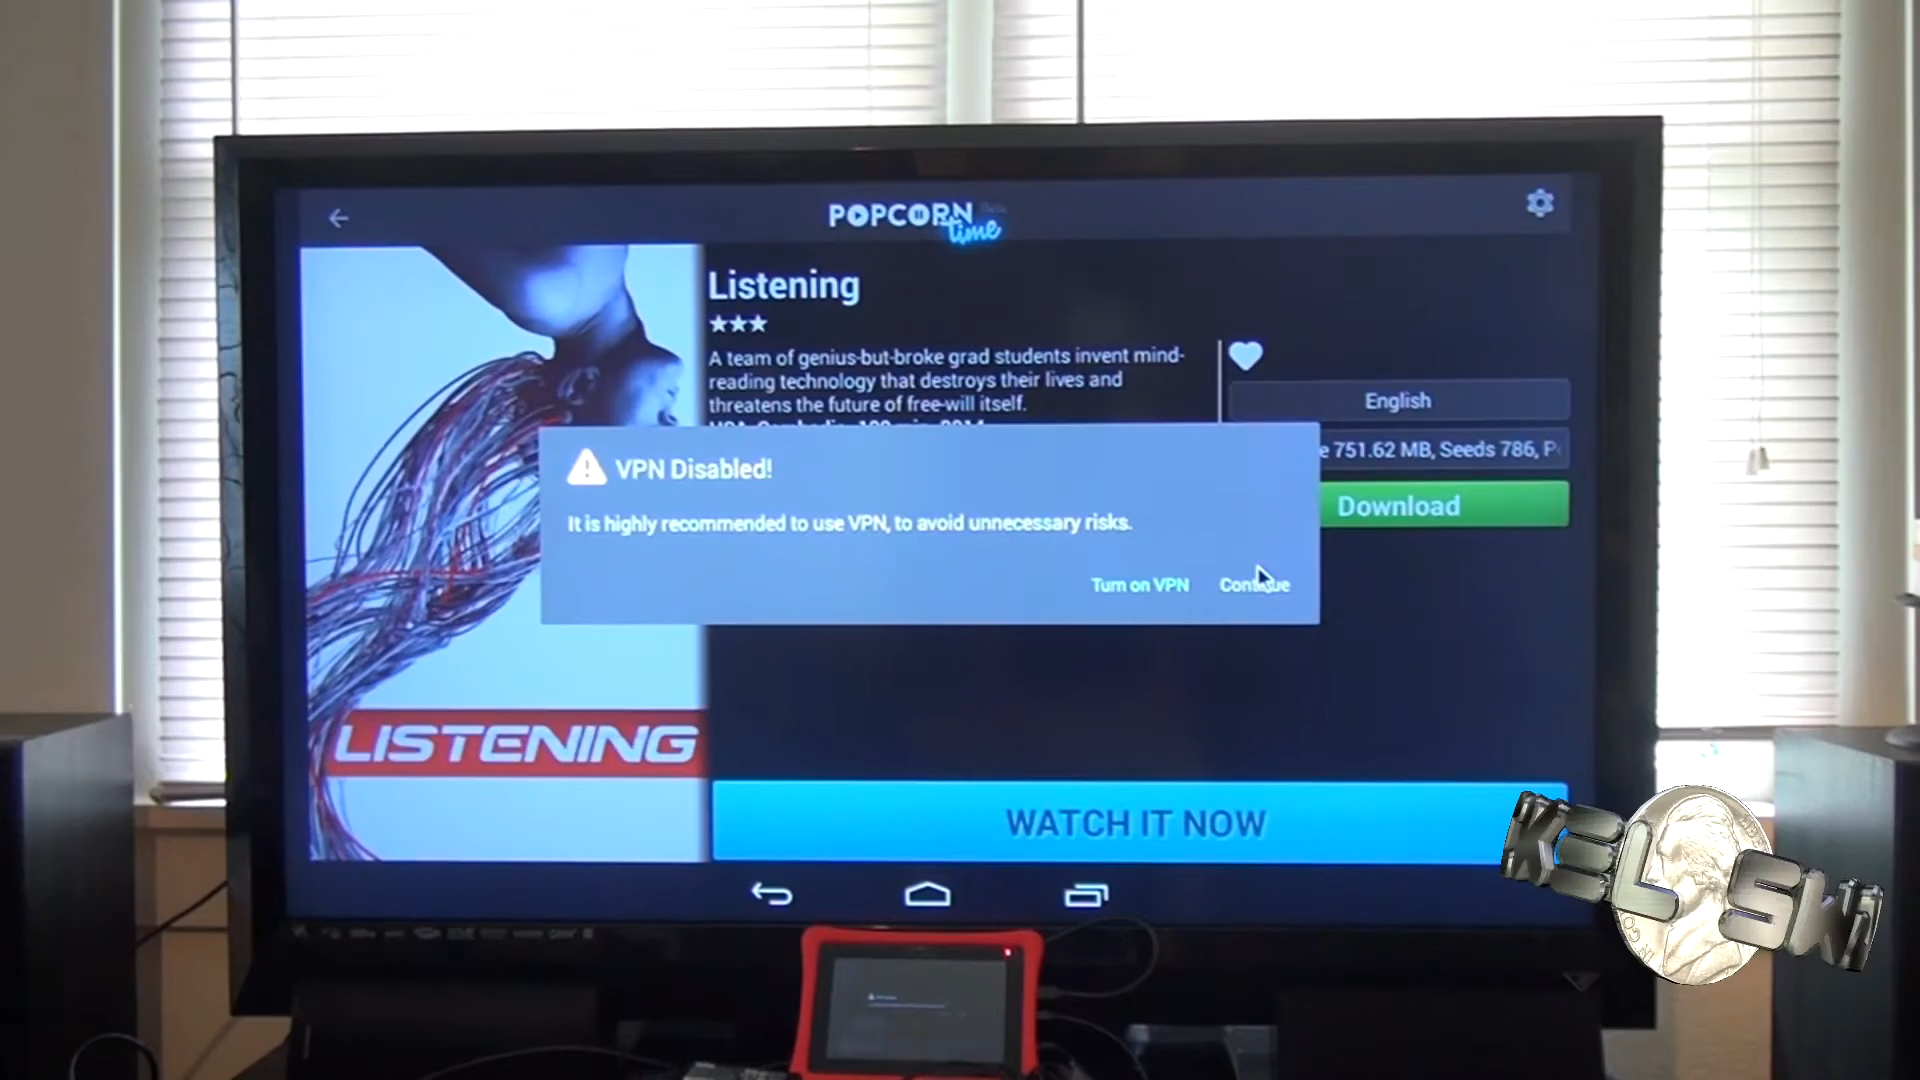 POPCORN
time
Listening
A team of genius-but-broke grad students invent mind-
reading technology that destroys their lives and
threatens the future of free-will itself.
English
e 751.62 MB, Seeds 786, P
Download
VPN Disabled!
It is highly recommended to use VPN, to avoid unnecessary risks.
Turn on VPN
Continue
LISTENING
WATCH IT NOW